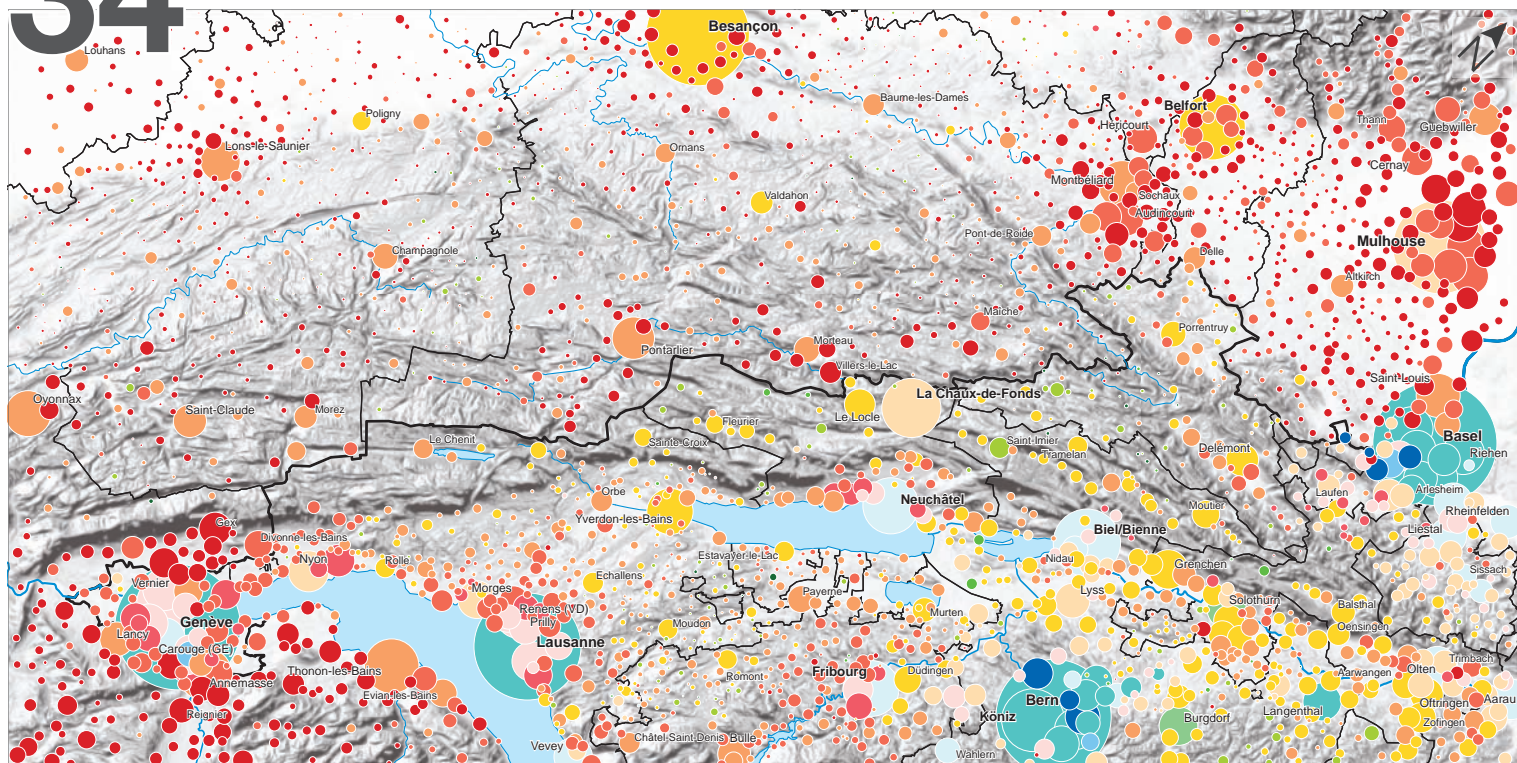 34
Besançon
Louhans
Baume-les-Dames
Belfort
Poligny
Héricourt
Thann
Guebwiller
Lons-le-Saunier
Ornans
Cernay
Montbéliard
Valdahon
Sochaux
Audincourt
Pont-de-Roide
Mulhouse
Champagnole
Delle
Altkirch
Maîche
Porrentruy
Morteau
Pontarlier
Villers-le-Lac
Saint-Louis
Oyonnax
La Chaux-de-Fonds
Saint-Claude
Morez
Le Locle
Fleurier
Basel
Le Chenit
Sainte-Croix
Saint-Imier
Tramelan
Delémont
Riehen
Orbe
Laufen
Arlesheim
Neuchâtel
Moutier
Rheinfelden
Yverdon-les-Bains
Gex
Biel/Bienne
Liestal
Divonne-les-Bains
Nyon
Rolle
Estavayer-le-Lac
Nidau
Grenchen
Sissach
Vernier
Echallens
Morges
Payerne
Lyss
Solothurn
Balsthal
Renens (VD)
Prilly
Murten
Genève
Moudon
Oensingen
Lancy
Lausanne
Carouge (GE)
Trimbach
Thonon-les-Bains
Fribourg
Düdingen
Romont
Aarwangen
Olten
Annemasse
Evian-les-Bains
Bern
Aarau
Oftringen
Reignier
Köniz
Burgdorf
Langenthal
Zofingen
Châtel-Saint-Denis
Bulle
Vevey
Wahlern